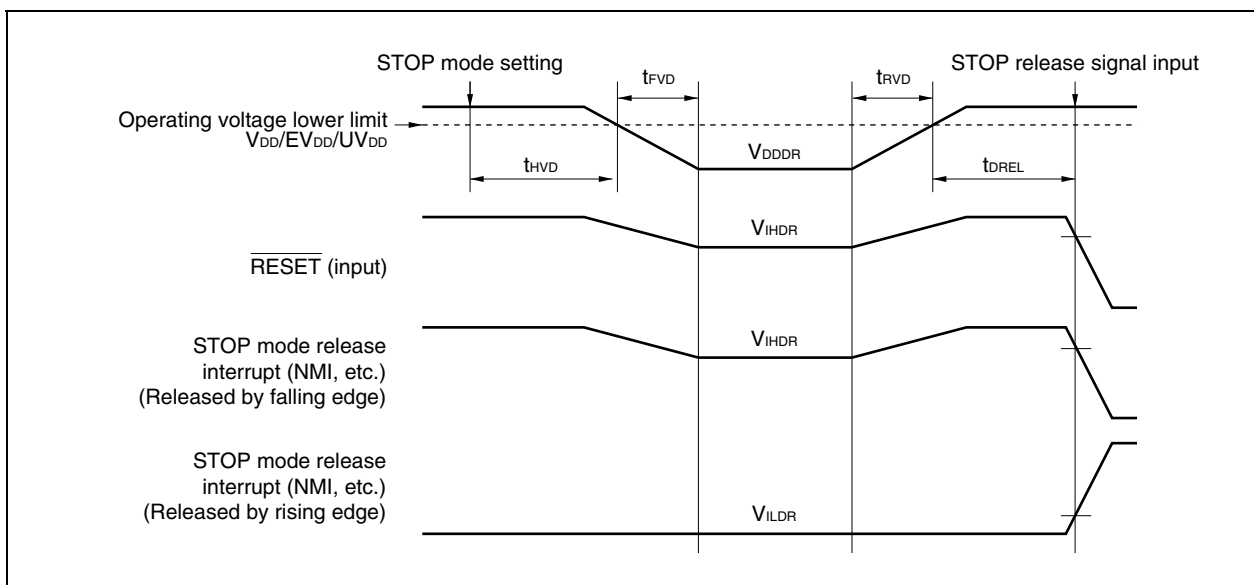 STOP mode setting
tFVD
tRVD
STOP release signal input
Operating voltage lower limit
VDD/EVDD/UVDD
VDDDR
tHVD
tDREL
VIHDR
RESET (input)
STOP mode release
interrupt (NMI, etc.)
(Released by falling edge)
VIHDR
STOP mode release
interrupt (NMI, etc.)
(Released by rising edge)
VILDR